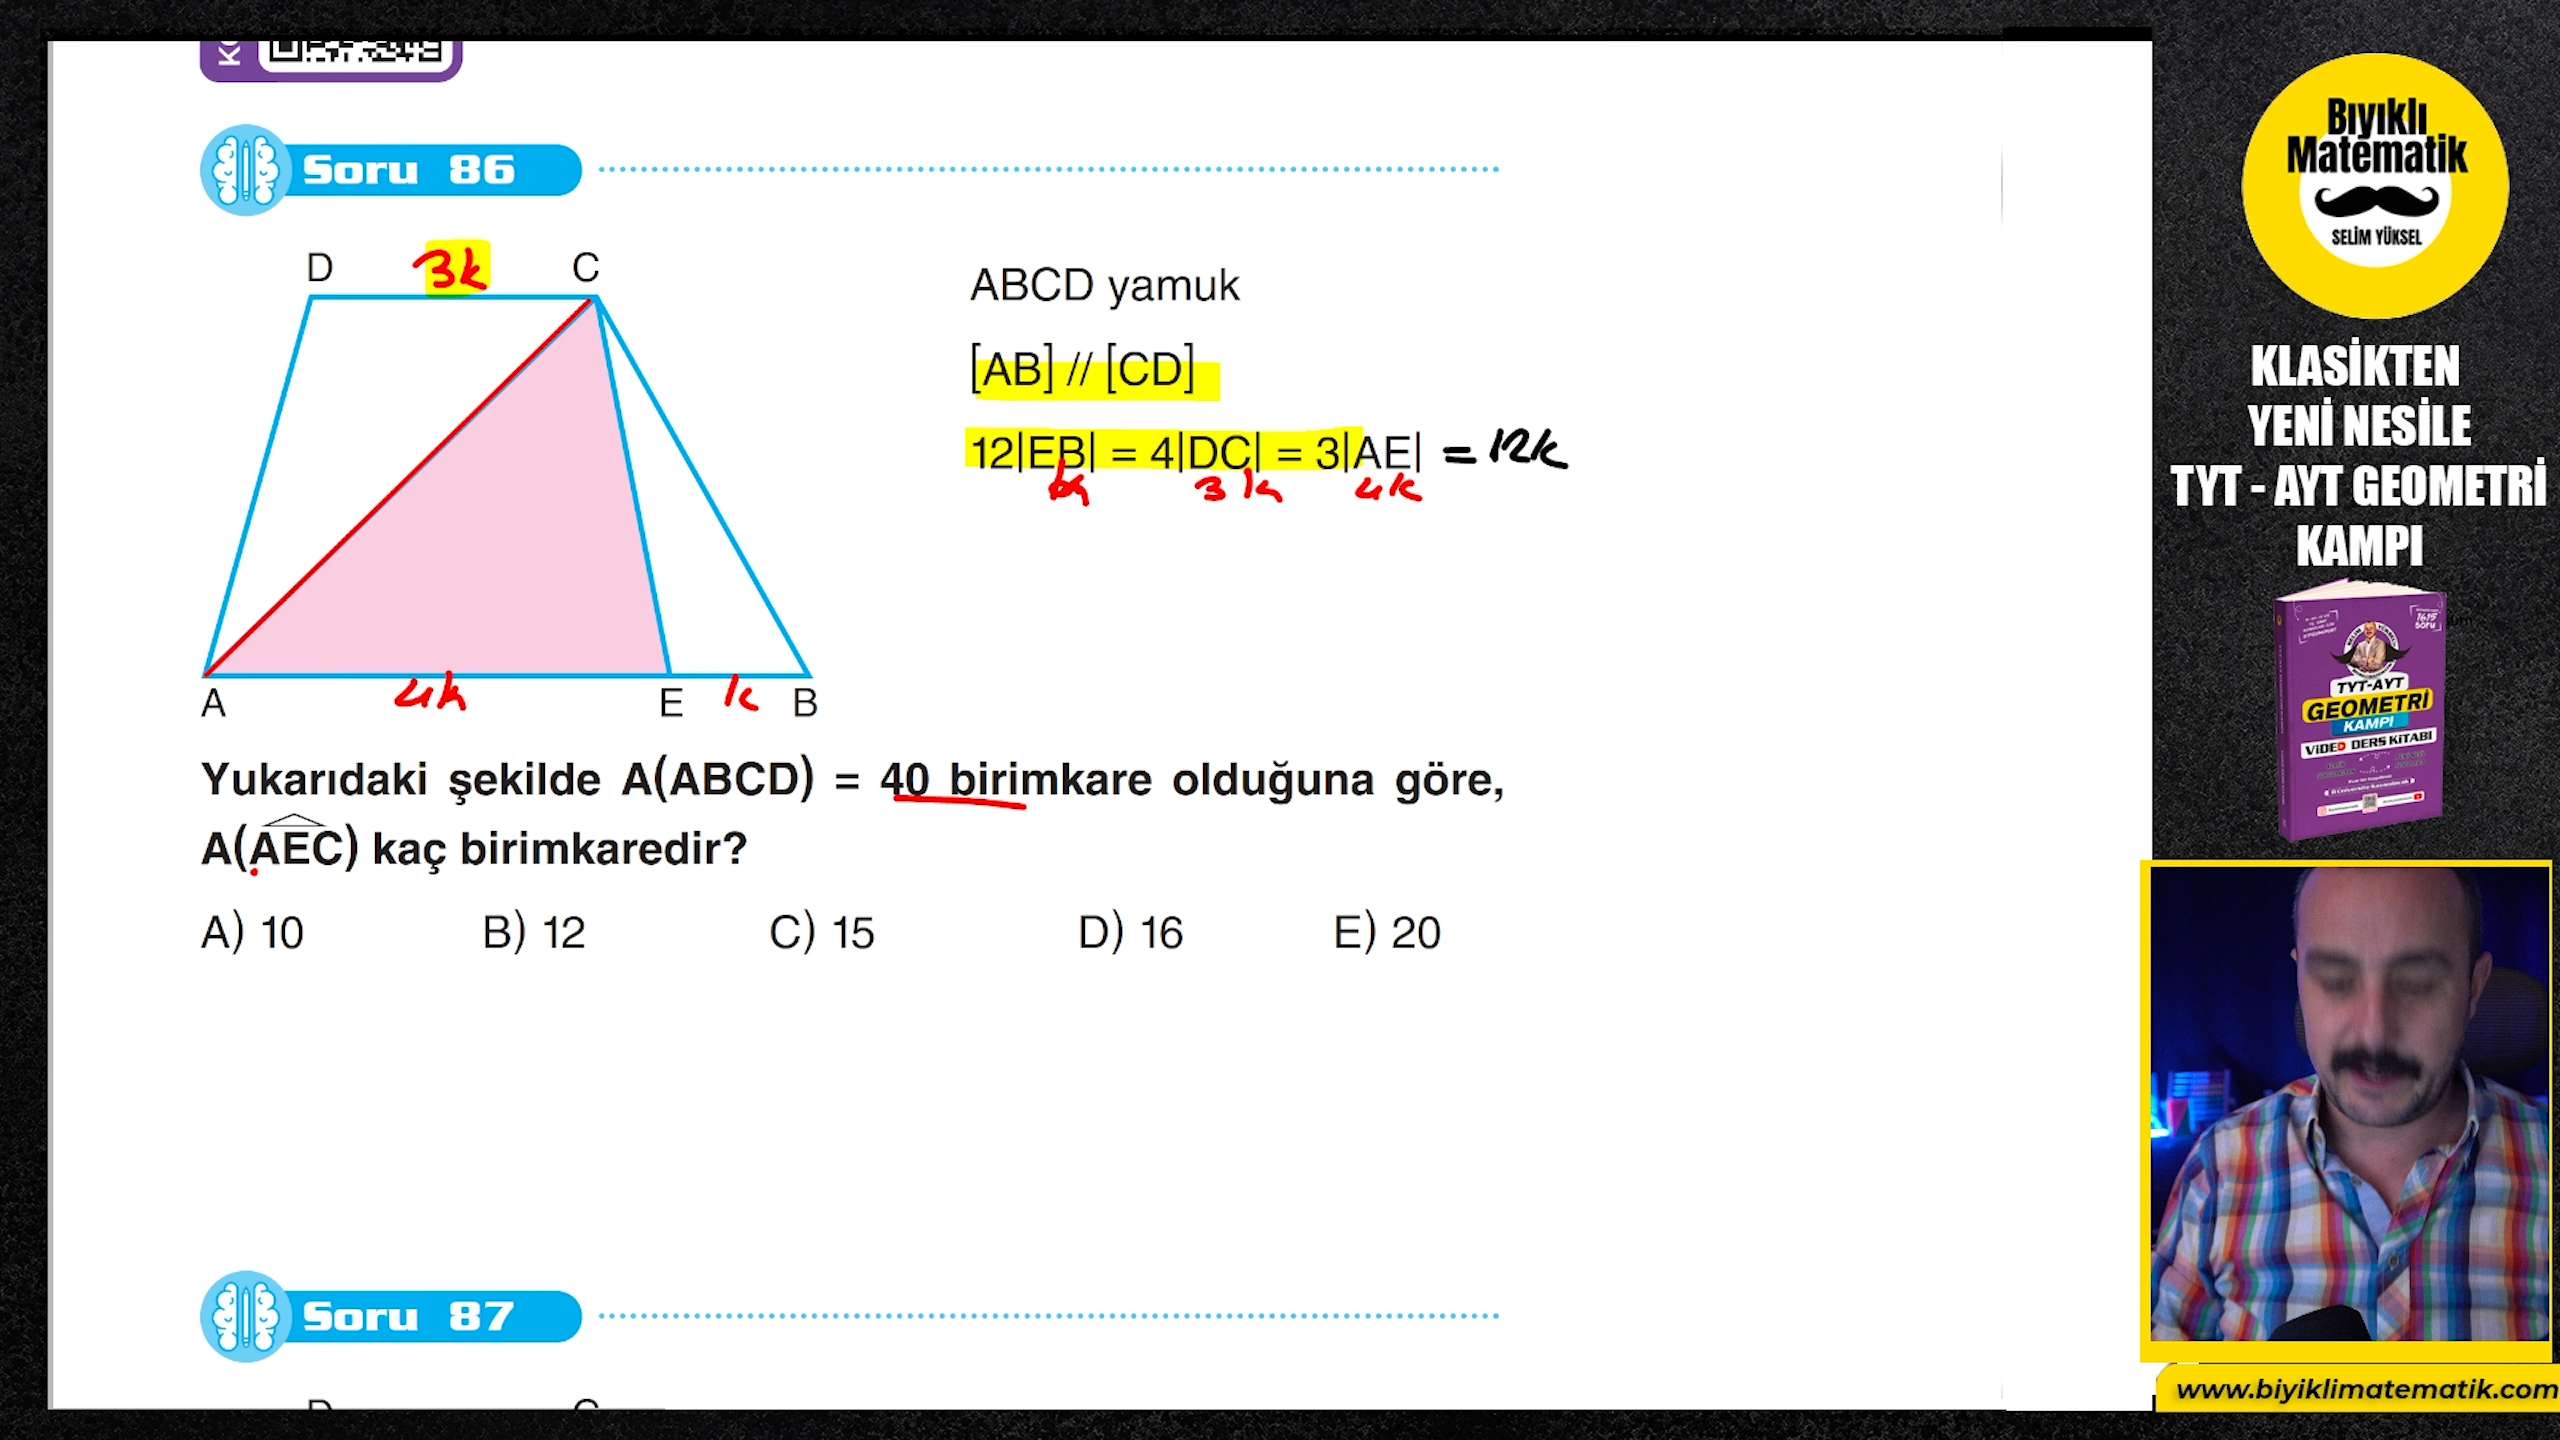 Soru 86
D 3k C
A 4k E k B
ABCD yamuk
[AB] // [CD]
12|EB| = 4|DC| = 3|AE| = 12k
k 3k 4k
Yukarıdaki şekilde A(ABCD) = 40 birimkare olduğuna göre,
A(AEC) kaç birimkaredir?
A) 10 B) 12 C) 15 D) 16 E) 20
Soru 87
D C
Bıyıklı
Matematik
SELİM YÜKSEL
KLASİKTEN
YENİ NESİLE
TYT - AYT GEOMETRİ
KAMPI
1615
soru
TYT-AYT
GEOMETRİ
KAMPI
VİDEO DERS KİTABI
www.biyiklimatematik.com